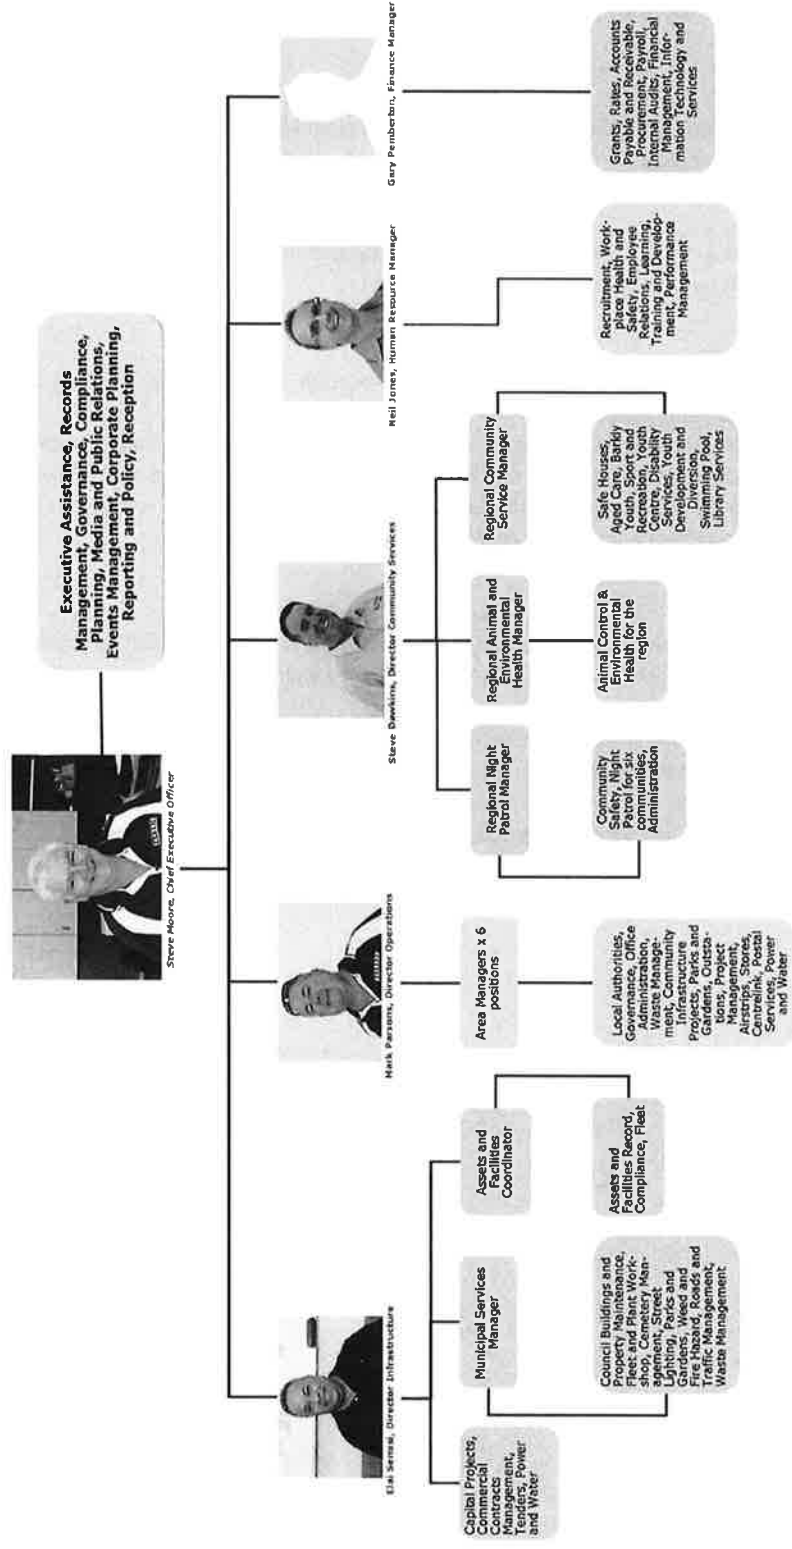 Executive Assistance, Records
Management, Governance, Compliance,
Planning, Media and Public Relations,
Events Management, Corporate Planning,
Reporting and Policy, Reception
Steve Moore, Chief Executive Officer
Elai Semisi, Director Infrastructure
Mark Parsons, Director Operations
Steve Dawkins, Director Community Services
Neil Jones, Human Resource Manager
Gary Pemberton, Finance Manager
Capital Projects,
Commercial
Contracts
Management,
Tenders, Power
and Water
Municipal Services
Manager
Assets and
Facilities
Coordinator
Area Managers x 6
positions
Regional Night
Patrol Manager
Regional Animal and
Environmental
Health Manager
Regional Community
Service Manager
Council Buildings and
Property Maintenance,
Fleet and Plant Work-
shop, Cemetery Man-
agement, Street
Lighting, Parks and
Gardens, Weed and
Fire Hazard, Roads and
Traffic Management,
Waste Management
Assets and
Facilities Record,
Compliance, Fleet
Local Authorities,
Governance, Office
Administration,
Waste Manage-
ment, Community
Infrastructure
Projects, Parks and
Gardens, Outsta-
tions, Project
Management,
Airstrips, Stores,
Centrelink, Postal
Services, Power
and Water
Community
Safety, Night
Patrol for six
communities,
Administration
Animal Control &
Environmental
Health for the
region
Safe Houses,
Aged Care, Barkly
Youth, Sport and
Recreation, Youth
Centre, Disability
Services, Youth
Development and
Diversion,
Swimming Pool,
Library Services
Recruitment, Work-
place Health and
Safety, Employee
Relations, Learning,
Training and Develop-
ment, Performance
Management
Grants, Rates, Accounts
Payable and Receivable,
Procurement, Payroll,
Internal Audits, Financial
Management, Infor-
mation Technology and
Services